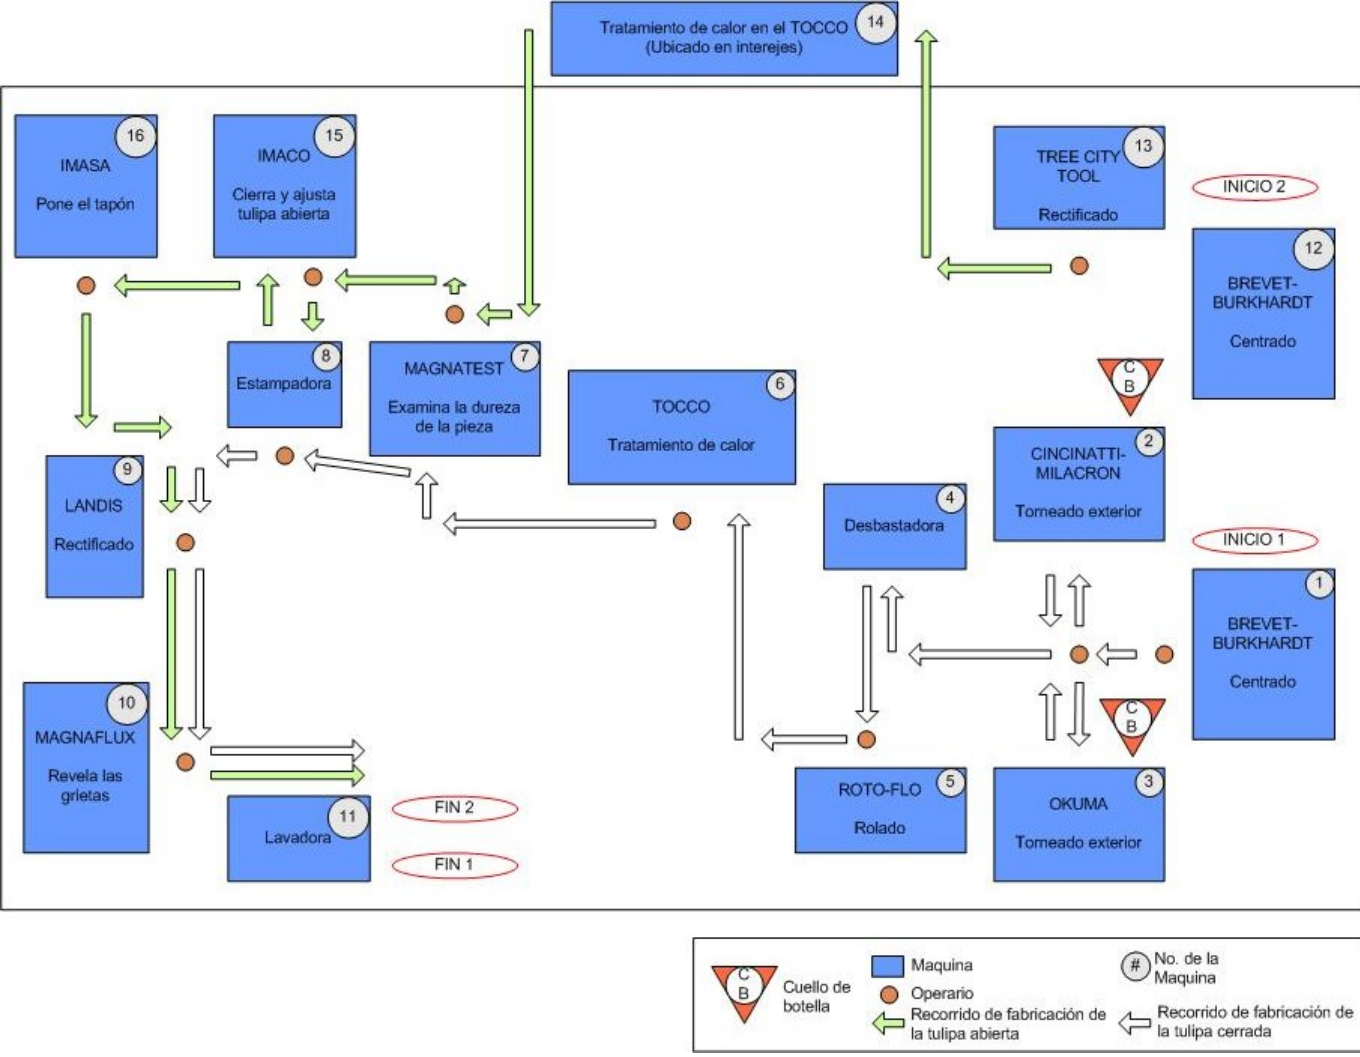 Tratamiento de calor en el TOCCO
(Ubicado en interejes)
14
16
IMASA
Pone el tapón
15
IMACO
Cierra y ajusta
tulipa abierta
13
TREE CITY
TOOL
Rectificado
INICIO 2
12
BREVET-
BURKHARDT
Centrado
8
Estampadora
7
MAGNATEST
Examina la dureza
de la pieza
6
TOCCO
Tratamiento de calor
C
B
2
CINCINATTI-
MILACRON
Torneado exterior
9
LANDIS
Rectificado
4
Desbastadora
INICIO 1
1
BREVET-
BURKHARDT
Centrado
10
MAGNAFLUX
Revela las
grietas
C
B
5
ROTO-FLO
Rolado
3
OKUMA
Torneado exterior
11
Lavadora
FIN 2
FIN 1
C
B
Cuello de
botella
Maquina
Operario
Recorrido de fabricación de
la tulipa abierta
#
No. de la
Maquina
Recorrido de fabricación de
la tulipa cerrada